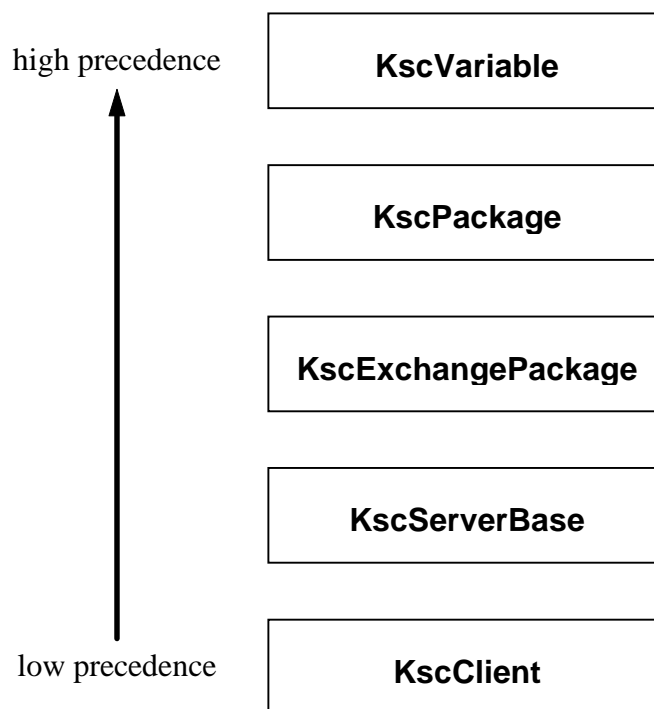 high precedence
KscVariable
KscPackage
KscExchangePackage
KscServerBase
low precedence
KscClient